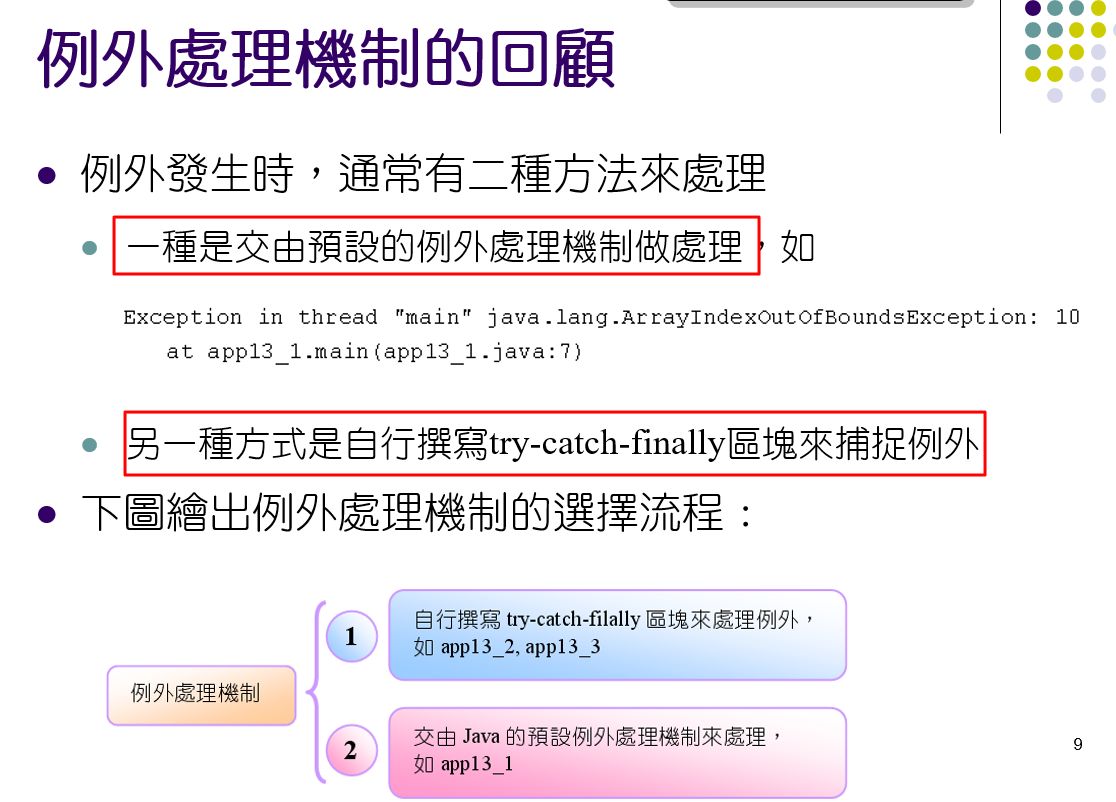 例外處理機制的回顧
例外發生時，通常有二種方法來處理
一種是交由預設的例外處理機制做處理，如
Exception in thread "main" java.lang.ArrayIndexOutOfBoundsException: 10
at app13_1.main(app13_1.java:7)
另一種方式是自行撰寫try-catch-finally區塊來捕捉例外
下圖繪出例外處理機制的選擇流程：
例外處理機制
1
自行撰寫 try-catch-filally 區塊來處理例外，
如 app13_2, app13_3
2
交由 Java 的預設例外處理機制來處理，
如 app13_1
9